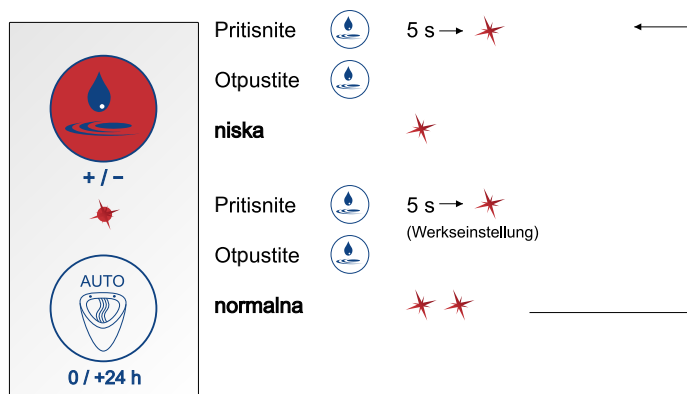 Pritisnite 5 s
Otpustite
niska
+ / −
Pritisnite 5 s
(Werkseinstellung)
Otpustite
AUTO
normalna
0 / +24 h